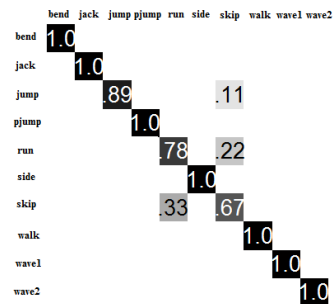 bend jack jump pjump run side skip walk wave1 wave2
bend 1.0
jack 1.0
jump .89 .11
pjump 1.0
run .78 .22
side 1.0
skip .33 .67
walk 1.0
wave1 1.0
wave2 1.0